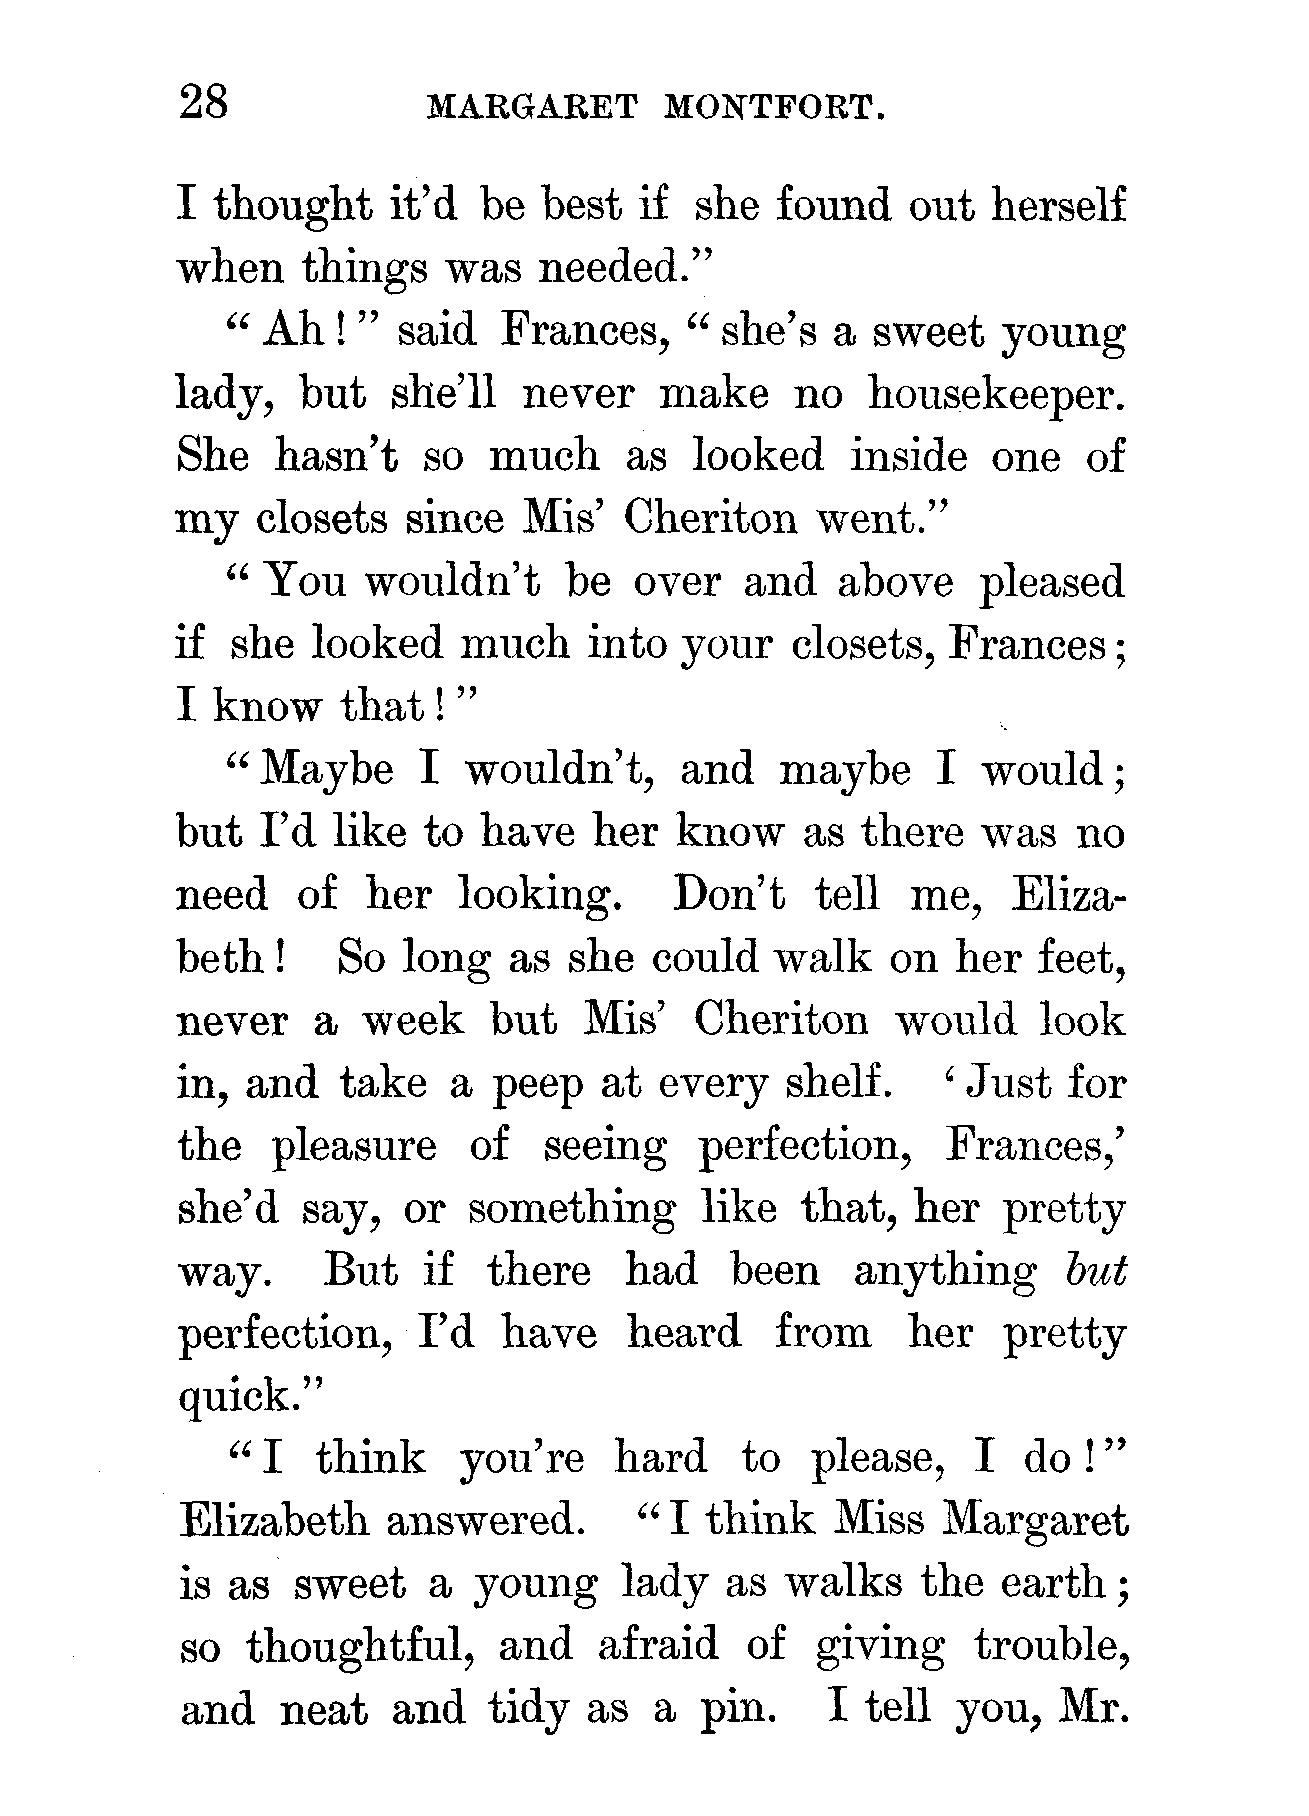 28 MARGARET MONTFORT.
I thought it’d be best if she found out herself
when things was needed.”
“ Ah ! ” said Frances, “ she’s a sweet young
lady, but she’ll never make no housekeeper.
She hasn’t so much as looked inside one of
my closets since Mis’ Cheriton went.”
“ You wouldn’t be over and above pleased
if she looked much into your closets, Frances ;
I know that ! ”
“ Maybe I wouldn’t, and maybe I would ;
but I’d like to have her know as there was no
need of her looking. Don’t tell me, Eliza-
beth ! So long as she could walk on her feet,
never a week but Mis’ Cheriton would look
in, and take a peep at every shelf. ‘ Just for
the pleasure of seeing perfection, Frances,’
she’d say, or something like that, her pretty
way. But if there had been anything but
perfection, I’d have heard from her pretty
quick.”
“ I think you’re hard to please, I do ! ”
Elizabeth answered. “ I think Miss Margaret
is as sweet a young lady as walks the earth ;
so thoughtful, and afraid of giving trouble,
and neat and tidy as a pin. I tell you, Mr.